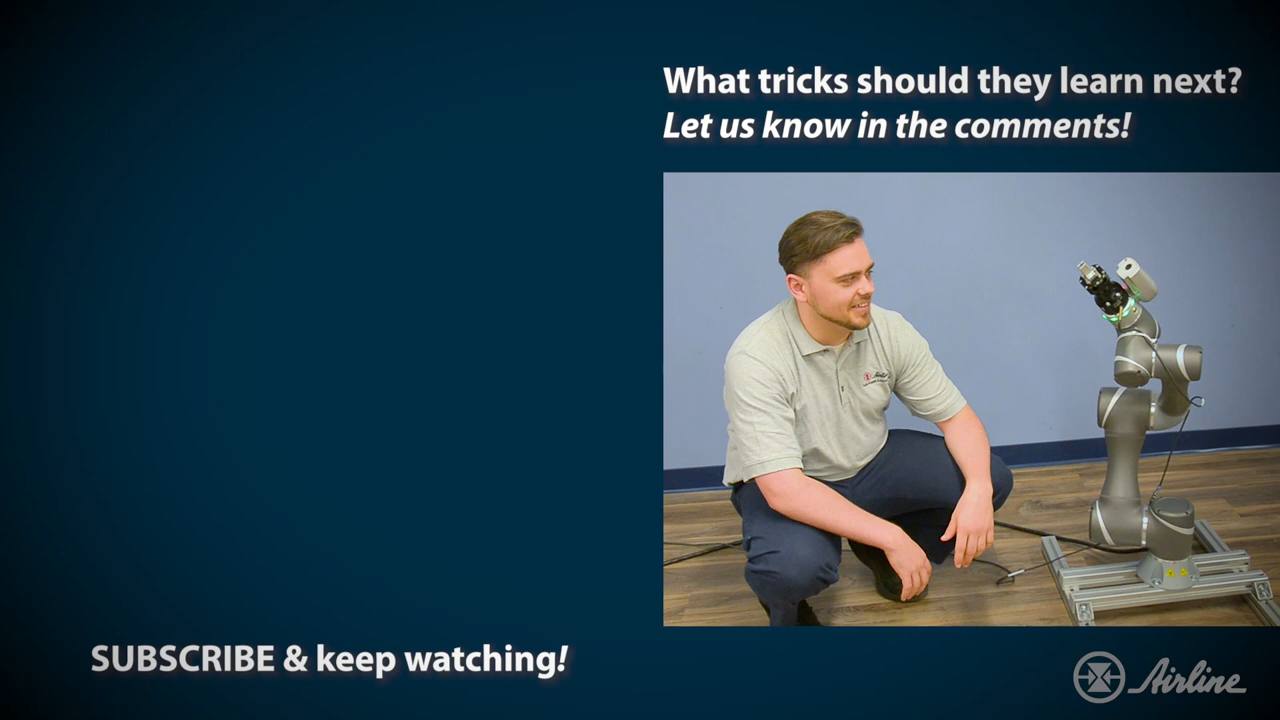 What tricks should they learn next?
Let us know in the comments!
SUBSCRIBE & keep watching!
Airline